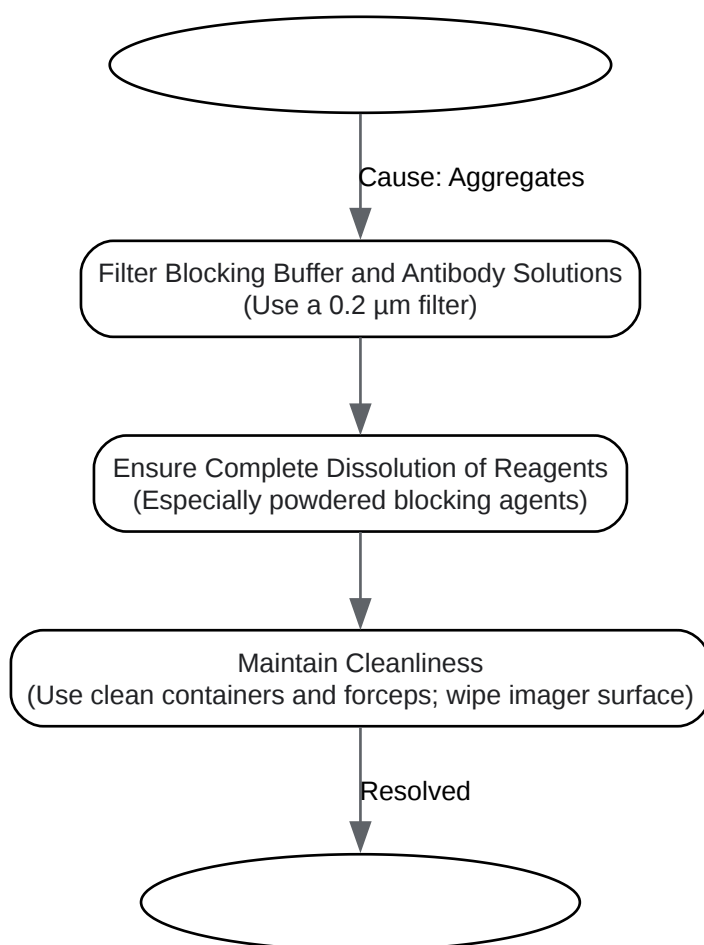 Cause: Aggregates
Filter Blocking Buffer and Antibody Solutions
(Use a 0.2 µm filter)
Ensure Complete Dissolution of Reagents
(Especially powdered blocking agents)
Maintain Cleanliness
(Use clean containers and forceps; wipe imager surface)
Resolved